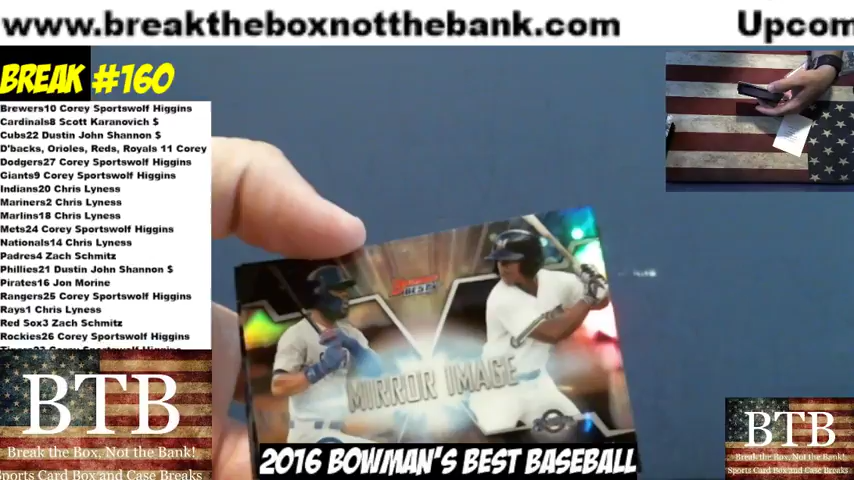 www.breaktheboxnotthebank.com Upcom
BREAK #160
Brewers10 Corey Sportswolf Higgins
Cardinals8 Scott Karanovich $
Cubs22 Dustin John Shannon $
D'backs, Orioles, Reds, Royals 11 Corey
Dodgers27 Corey Sportswolf Higgins
Giants9 Corey Sportswolf Higgins
Indians20 Chris Lyness
Mariners2 Chris Lyness
Marlins18 Chris Lyness
Mets24 Corey Sportswolf Higgins
Nationals14 Chris Lyness
Padres4 Zach Schmitz
Phillies21 Dustin John Shannon $
Pirates16 Jon Morine
Rangers25 Corey Sportswolf Higgins
Rays1 Chris Lyness
Red Sox3 Zach Schmitz
Rockies26 Corey Sportswolf Higgins
Tigers23 Corey Sportswolf Higgins
BTB
Break the Box, Not the Bank!
Sports Card Box and Case Breaks
MIRROR IMAGE
2016 BOWMAN'S BEST BASEBALL
BTB
Break the Box, Not the Bank!
Sports Card Box and Case Breaks